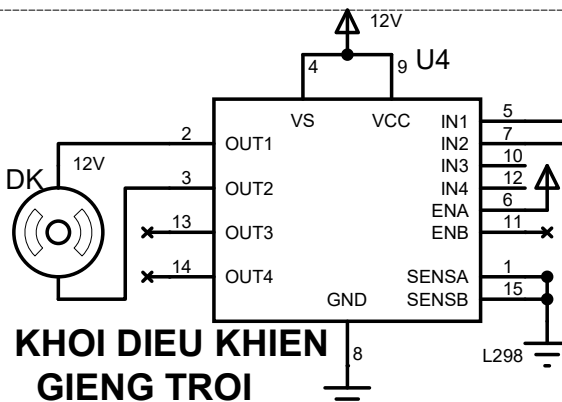 12V
4
9
U4
VS
VCC
5
IN1
2
7
OUT1
IN2
12V
10
IN3
DK
3
12
OUT2
IN4
6
ENA
13
11
OUT3
ENB
14
1
OUT4
SENSA
15
GND
SENSB
8
L298
KHOI DIEU KHIEN
GIENG TROI